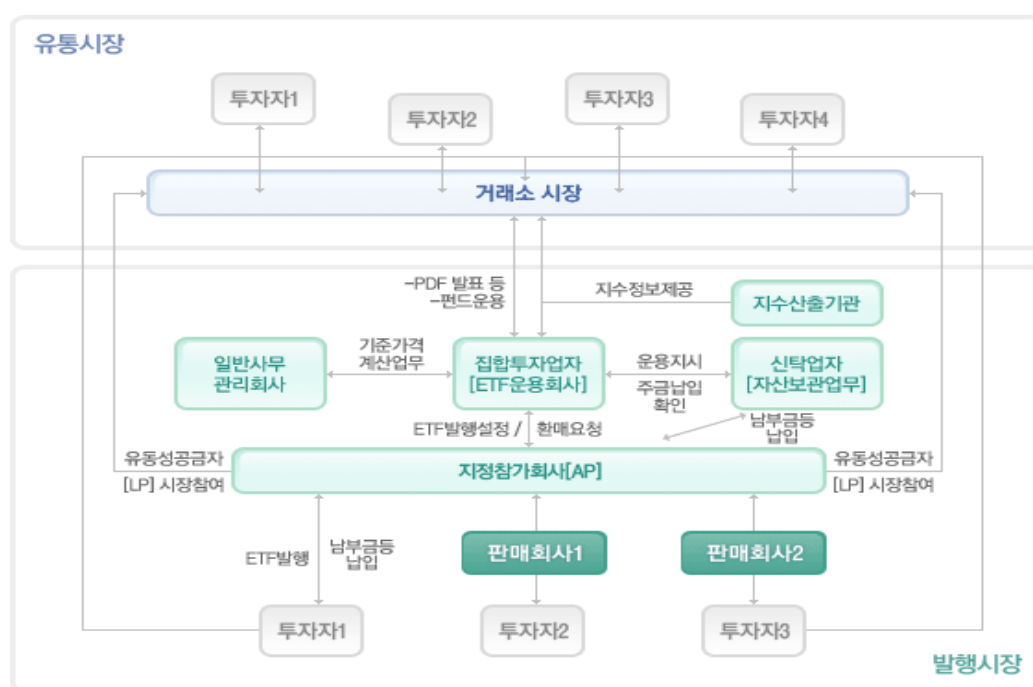 유통시장
투자자1
투자자2
투자자3
투자자4
거래소 시장
-PDF 발표 등
-펀드운용
지수정보제공
지수산출기관
일반사무
관리회사
기준가격
계산업무
집합투자업자
[ETF운용회사]
운용지시
주금납입
확인
신탁업자
[자산보관업무]
ETF발행설정 / 환매요청
남부금등
납입
유동성공급자
[LP] 시장참여
지정참가회사[AP]
유동성공급자
[LP] 시장참여
ETF발행
남부금등
납입
판매회사1
판매회사2
투자자1
투자자2
투자자3
발행시장